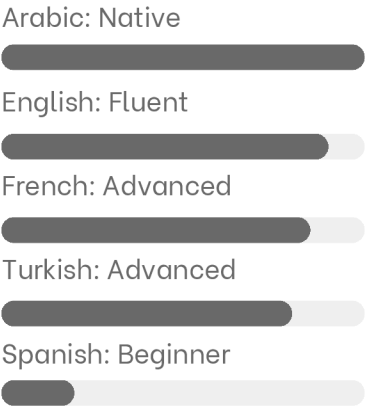 Arabic: Native
English: Fluent
French: Advanced
Turkish: Advanced
Spanish: Beginner